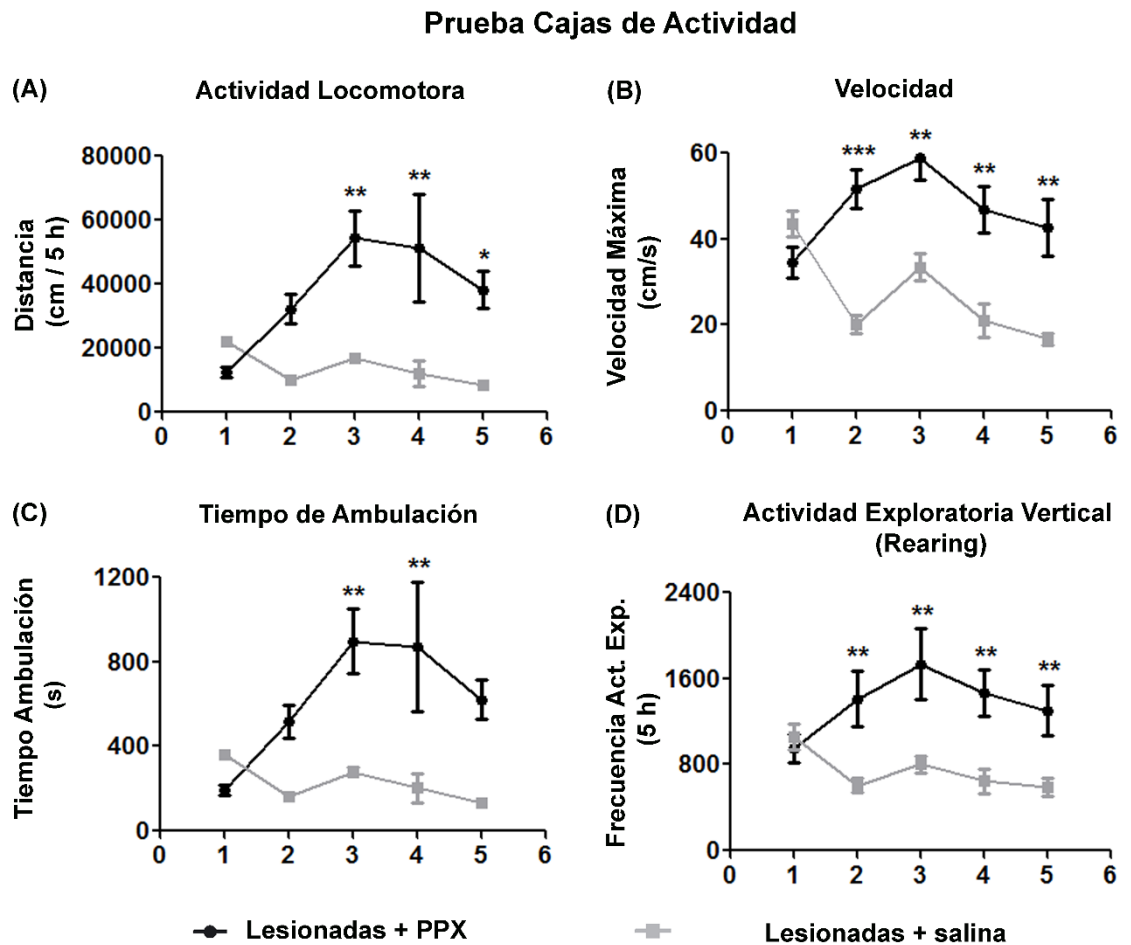 Prueba Cajas de Actividad
(A)
Actividad Locomotora
Distancia
(cm / 5 h)
80000
60000
40000
20000
0
** ** *
0 1 2 3 4 5 6
(B)
Velocidad
Velocidad Máxima
(cm/s)
60
40
20
0
*** ** ** **
0 1 2 3 4 5 6
(C)
Tiempo de Ambulación
Tiempo Ambulación
(s)
1200
800
400
0
** **
0 1 2 3 4 5 6
(D)
Actividad Exploratoria Vertical
(Rearing)
Frecuencia Act. Exp.
(5 h)
2400
1600
800
0
** ** ** **
0 1 2 3 4 5 6
Lesionadas + PPX
Lesionadas + salina